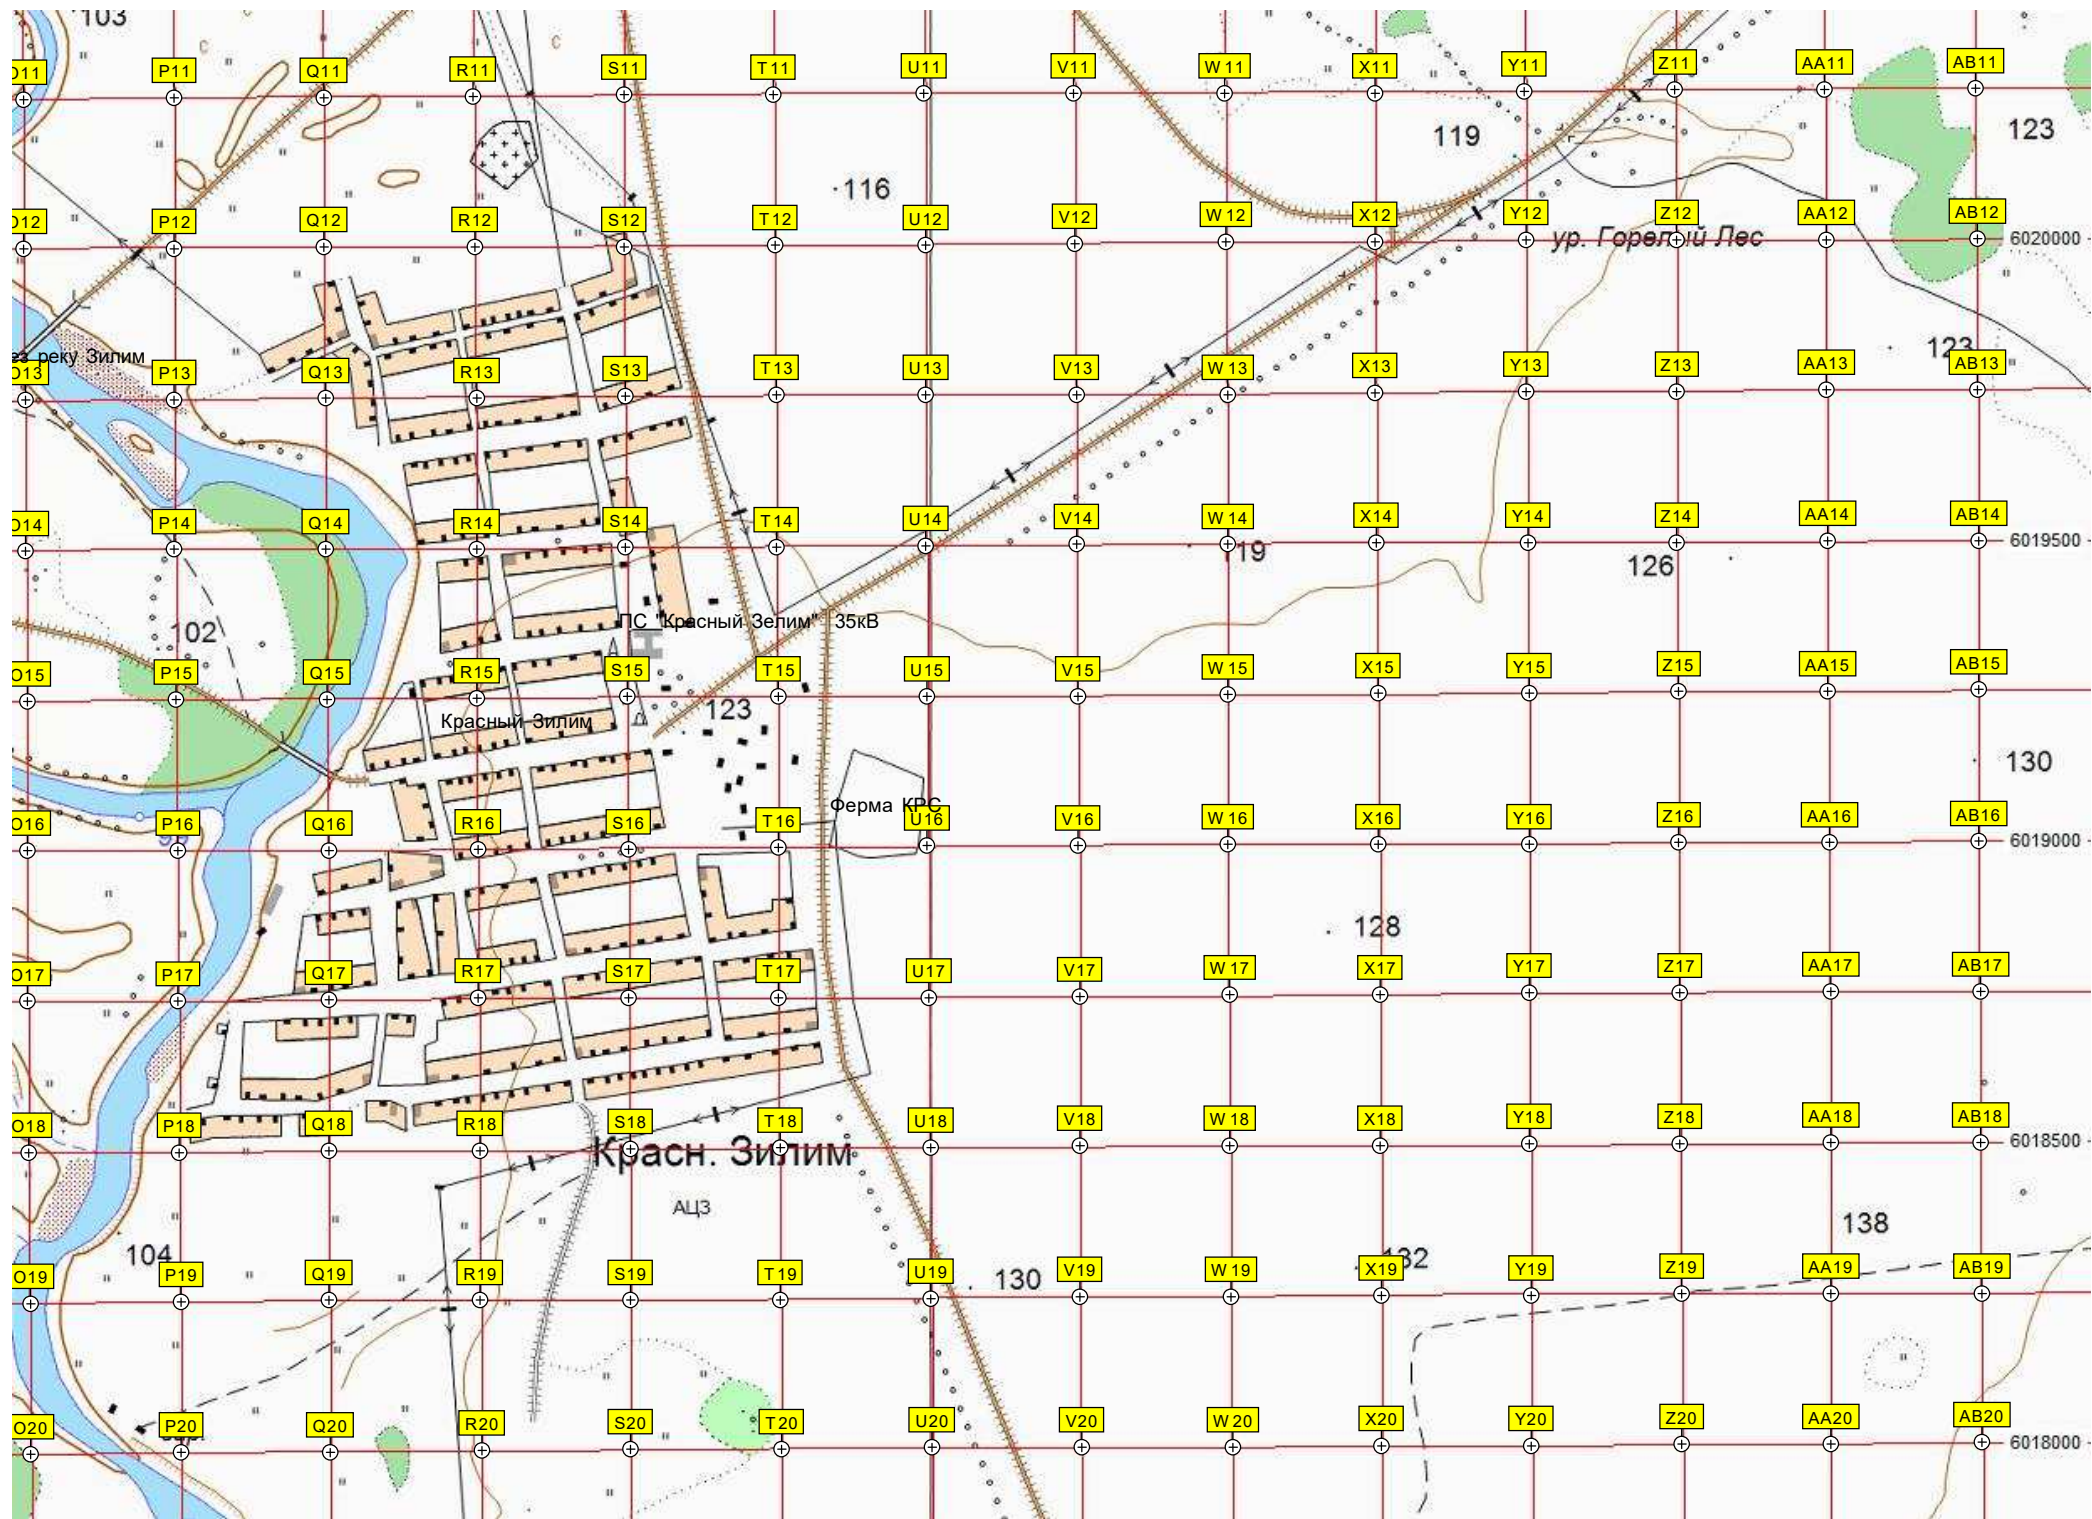 103
O11 P11 Q11 R11 S11 T11 U11 V11 W11 X11 Y11 Z11 AA11 AB11
С
С
119
123
116
O12 P12 Q12 R12 S12 T12 U12 V12 W12 X12 Y12 Z12 AA12 AB12
ур. Горелый Лес
6020000
ез реку Зилим
123
O13 P13 Q13 R13 S13 T13 U13 V13 W13 X13 Y13 Z13 AA13 AB13
O14 P14 Q14 R14 S14 T14 U14 V14 W14 X14 Y14 Z14 AA14 AB14
6019500
19
126
102
ПС "Красный Зелим" 35кВ
O15 P15 Q15 R15 S15 T15 U15 V15 W15 X15 Y15 Z15 AA15 AB15
123
Красный Зилим
130
Ферма КРС
O16 P16 Q16 R16 S16 T16 U16 V16 W16 X16 Y16 Z16 AA16 AB16
6019000
128
O17 P17 Q17 R17 S17 T17 U17 V17 W17 X17 Y17 Z17 AA17 AB17
O18 P18 Q18 R18 S18 T18 U18 V18 W18 X18 Y18 Z18 AA18 AB18
6018500
Красн. Зилим
АЦЗ
138
104
132
130
O19 P19 Q19 R19 S19 T19 U19 V19 W19 X19 Y19 Z19 AA19 AB19
O20 P20 Q20 R20 S20 T20 U20 V20 W20 X20 Y20 Z20 AA20 AB20
6018000